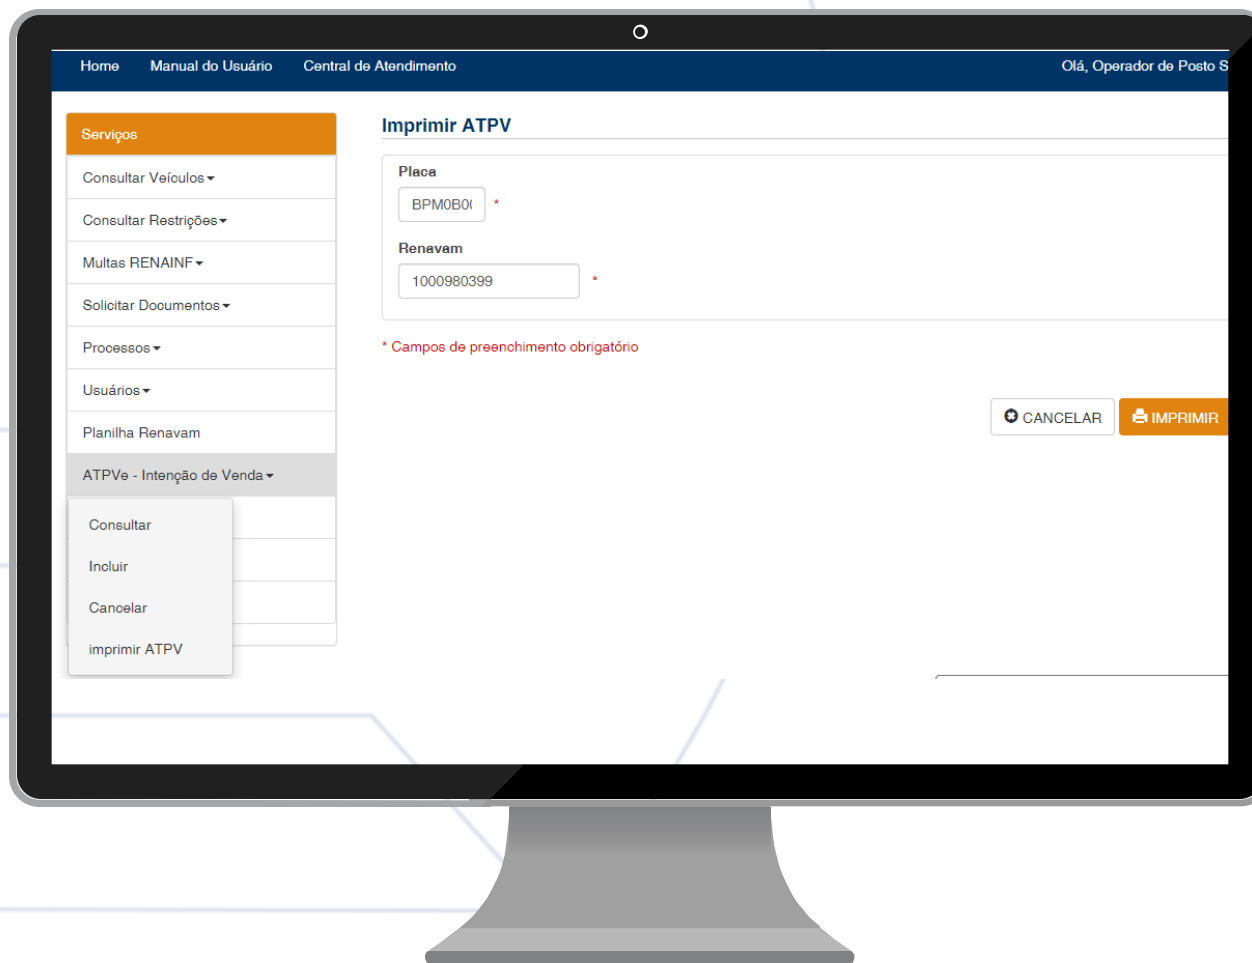 Home Manual do Usuário Central de Atendimento Olá, Operador de Posto S
Serviços
Consultar Veículos
Consultar Restrições
Multas RENAINF
Solicitar Documentos
Processos
Usuários
Planilha Renavam
ATPVe - Intenção de Venda
Consultar
Incluir
Cancelar
imprimir ATPV
Imprimir ATPV
Placa
BPM0B0 *
Renavam
1000980399 *
* Campos de preenchimento obrigatório
CANCELAR IMPRIMIR